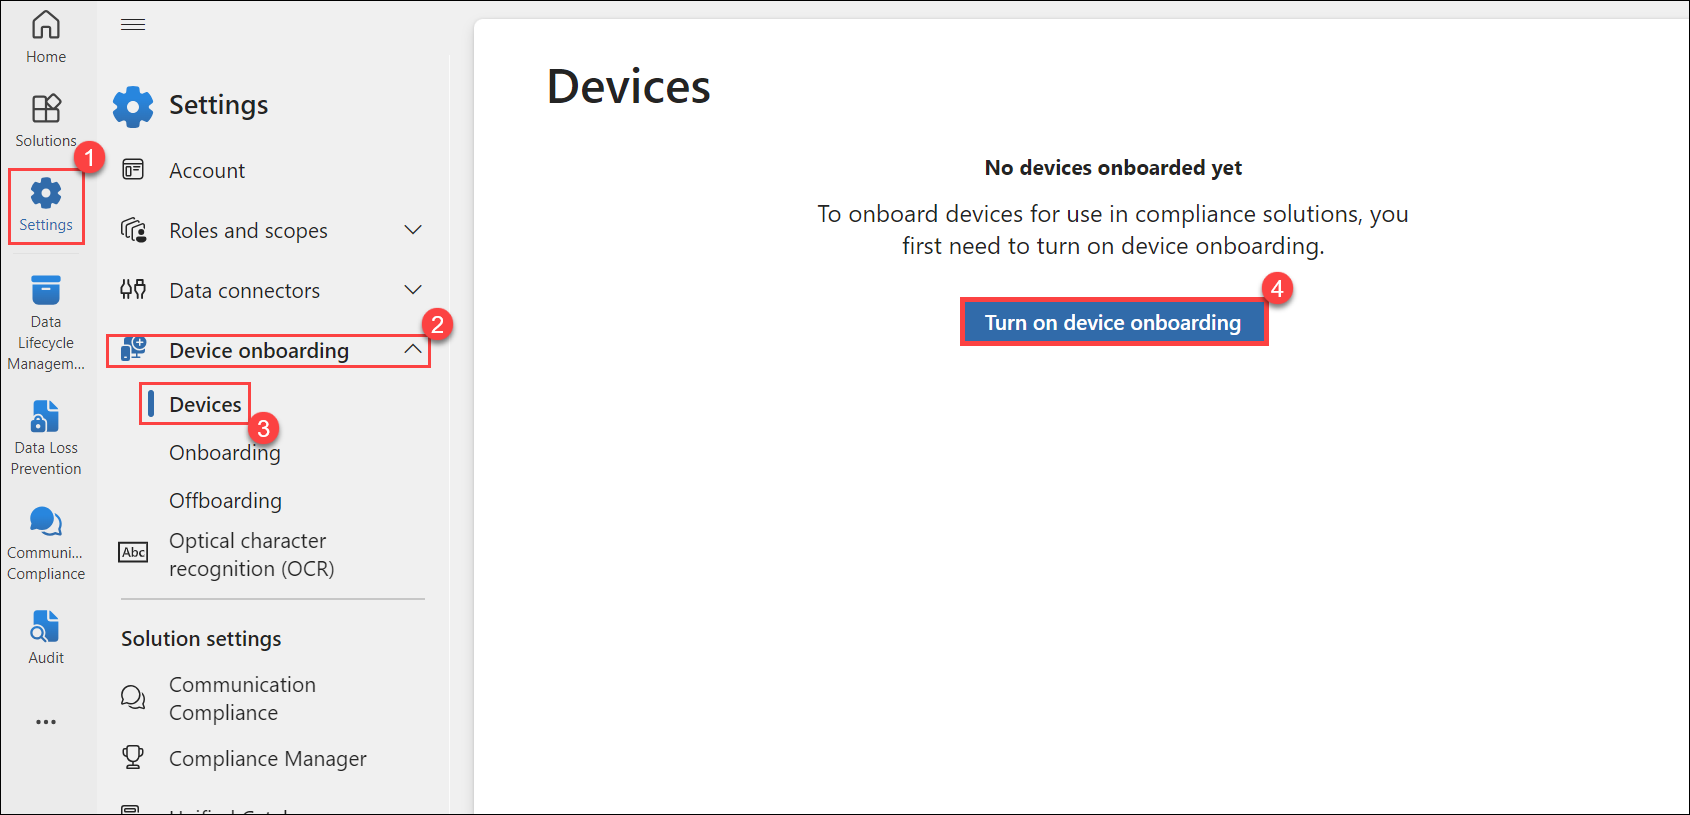 Home
Solutions
1
Settings
Data
Lifecycle
Managem...
Data Loss
Prevention
Communi...
Compliance
Audit
...
Settings
Account
Roles and scopes
Data connectors
2
Device onboarding
Devices
3
Onboarding
Offboarding
Abc
Optical character
recognition (OCR)
Solution settings
Communication
Compliance
Compliance Manager
Devices
No devices onboarded yet
To onboard devices for use in compliance solutions, you
first need to turn on device onboarding.
4
Turn on device onboarding